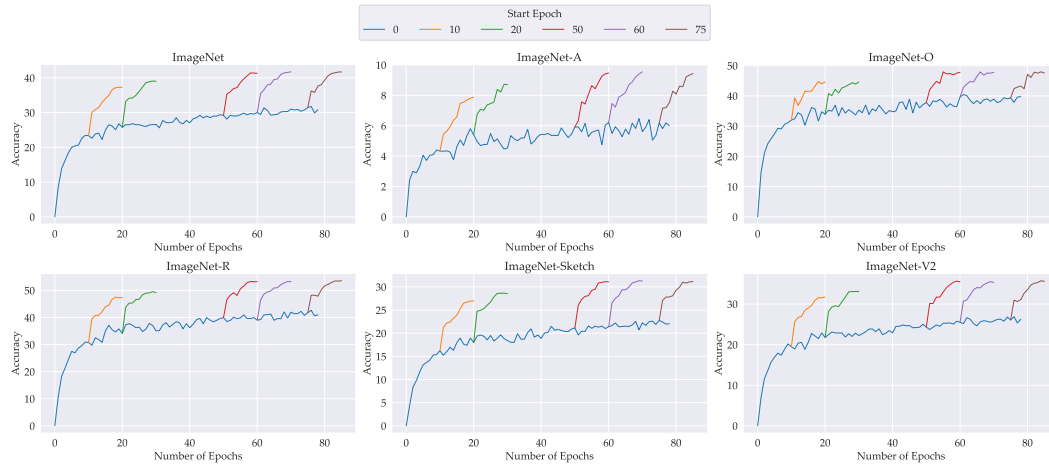 Start Epoch
0 10 20 50 60 75
ImageNet
Accuracy
40
30
20
10
0
0 20 40 60 80
Number of Epochs
ImageNet-A
Accuracy
10
8
6
4
2
0
0 20 40 60 80
Number of Epochs
ImageNet-O
Accuracy
50
40
30
20
10
0
0 20 40 60 80
Number of Epochs
ImageNet-R
Accuracy
50
40
30
20
10
0
0 20 40 60 80
Number of Epochs
ImageNet-Sketch
Accuracy
30
25
20
15
10
5
0
0 20 40 60 80
Number of Epochs
ImageNet-V2
Accuracy
30
20
10
0
0 20 40 60 80
Number of Epochs